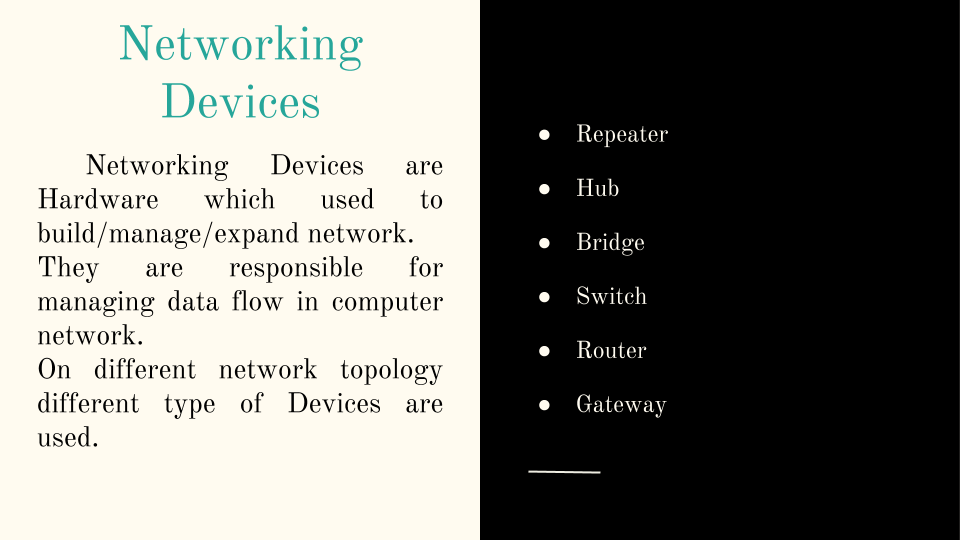 Networking
Devices
Networking Devices are
Hardware which used to
build/manage/expand network.
They are responsible for
managing data flow in computer
network.
On different network topology
different type of Devices are
used.
● Repeater
● Hub
● Bridge
● Switch
● Router
● Gateway